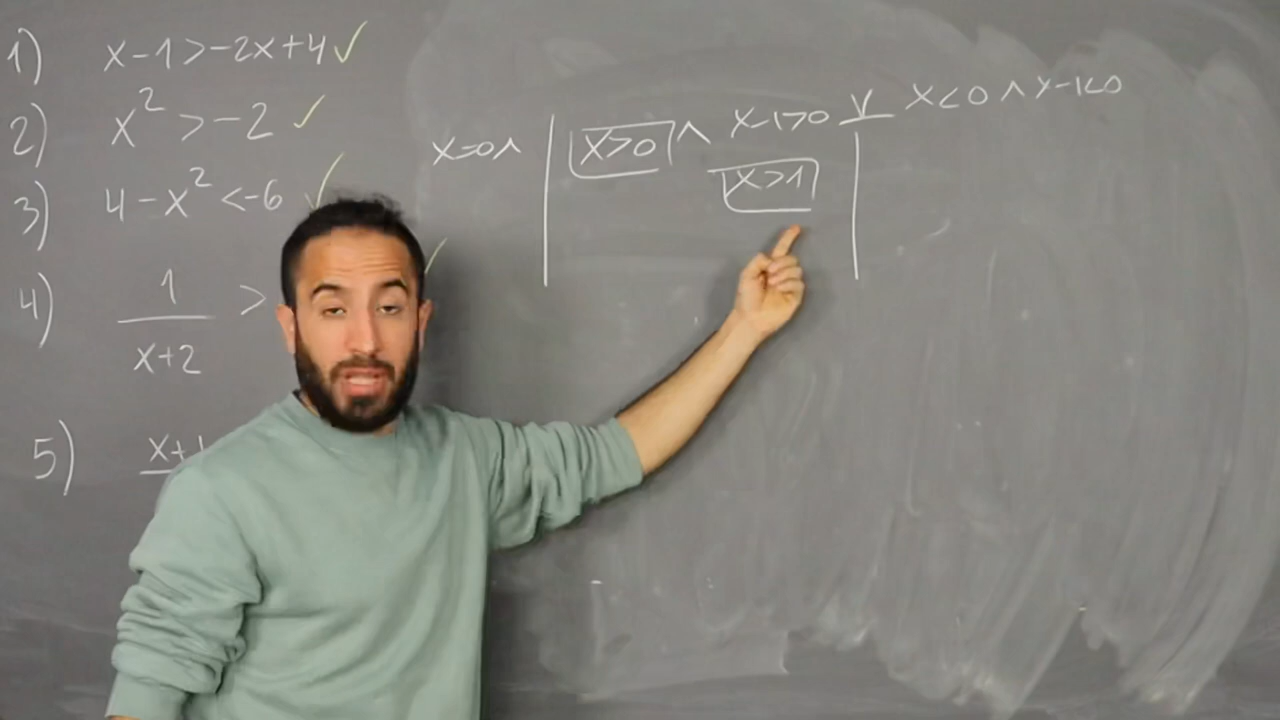 1) x-1>-2x+4✓
2) x²>-2 ✓
3) 4-x²<-6 ✓
4) 1/x+2 > ✓
5) x+1
x=0∧ | x>0 ∧ x-1>0 ∨ | x<0 ∧ x-1<0
x>1